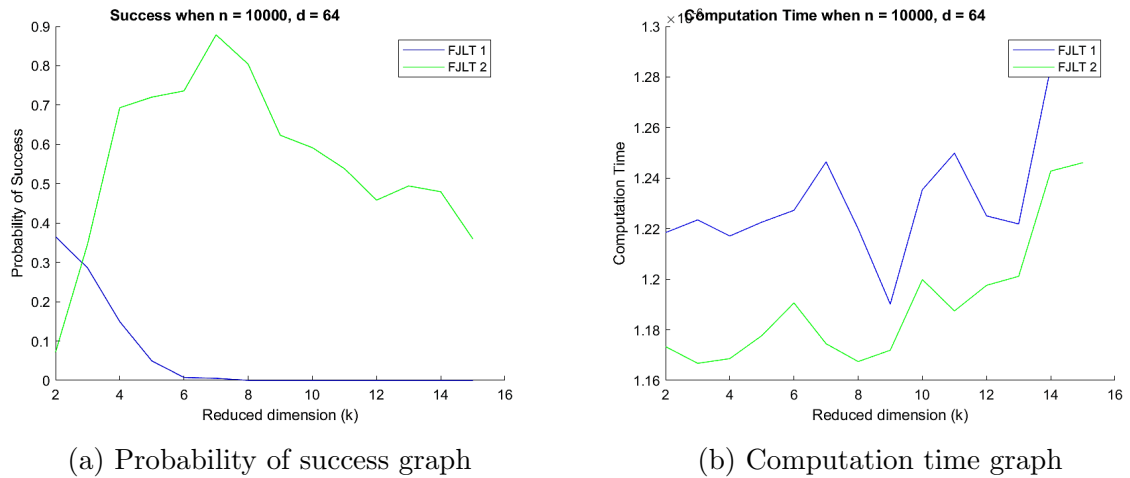 Success when n = 10000, d = 64
FJLT 1
FJLT 2
0.9
0.8
0.7
0.6
0.5
0.4
0.3
0.2
0.1
0
Probability of Success
2 4 6 8 10 12 14 16
Reduced dimension (k)
(a) Probability of success graph
×10-6
Computation Time when n = 10000, d = 64
FJLT 1
FJLT 2
1.3
1.28
1.26
1.24
1.22
1.2
1.18
1.16
Computation Time
2 4 6 8 10 12 14 16
Reduced dimension (k)
(b) Computation time graph